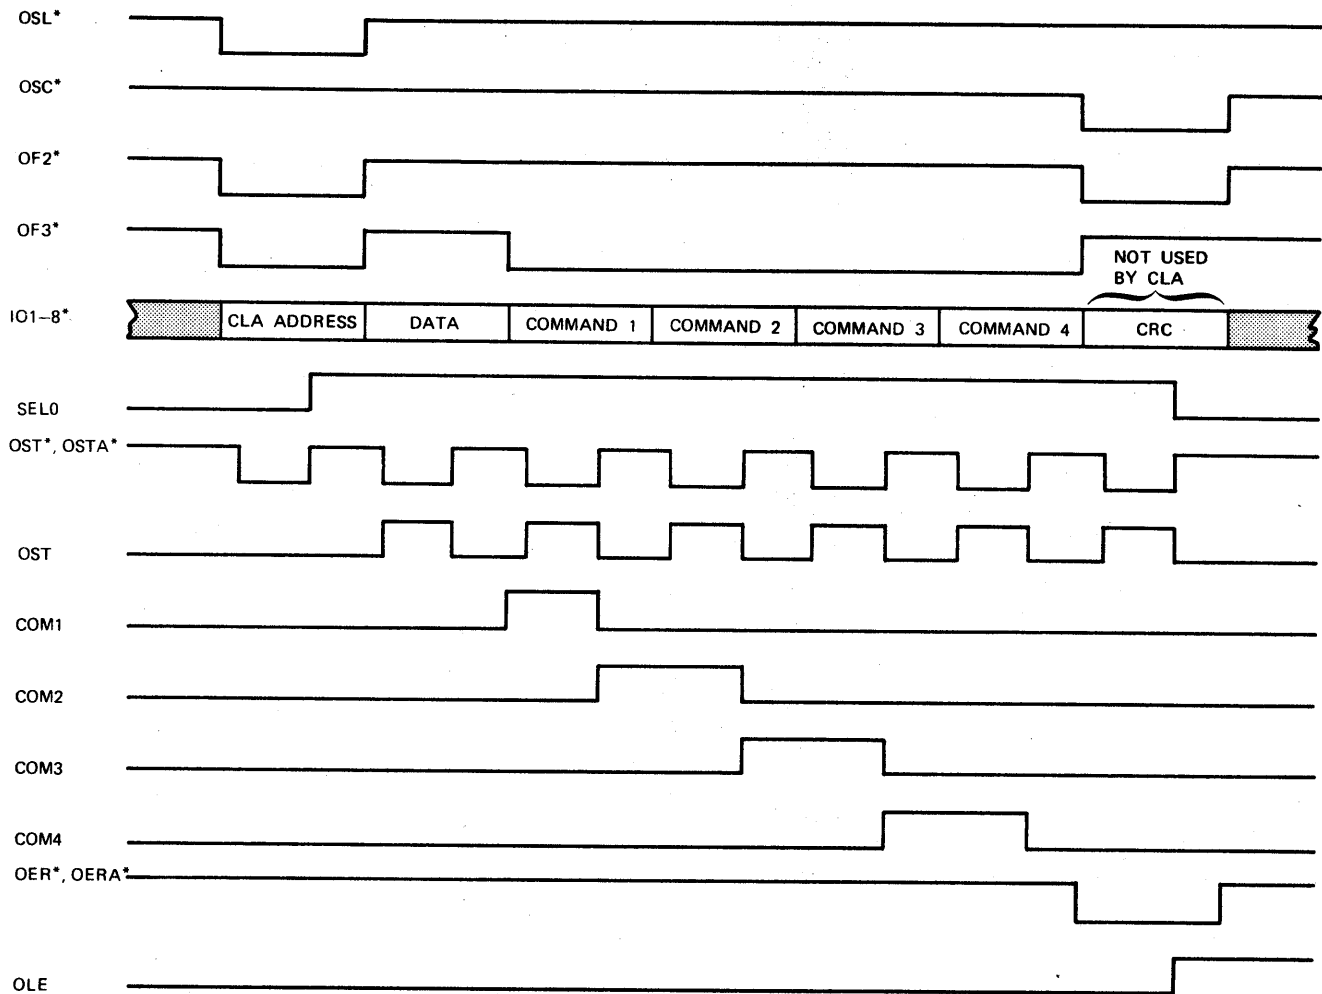 OSL*
OSC*
OF2*
OF3*
NOT USED
BY CLA
IO1-8*
CLA ADDRESS
DATA
COMMAND 1
COMMAND 2
COMMAND 3
COMMAND 4
CRC
SEL0
OST*, OSTA*
OST
COM1
COM2
COM3
COM4
OER*, OERA*
OLE